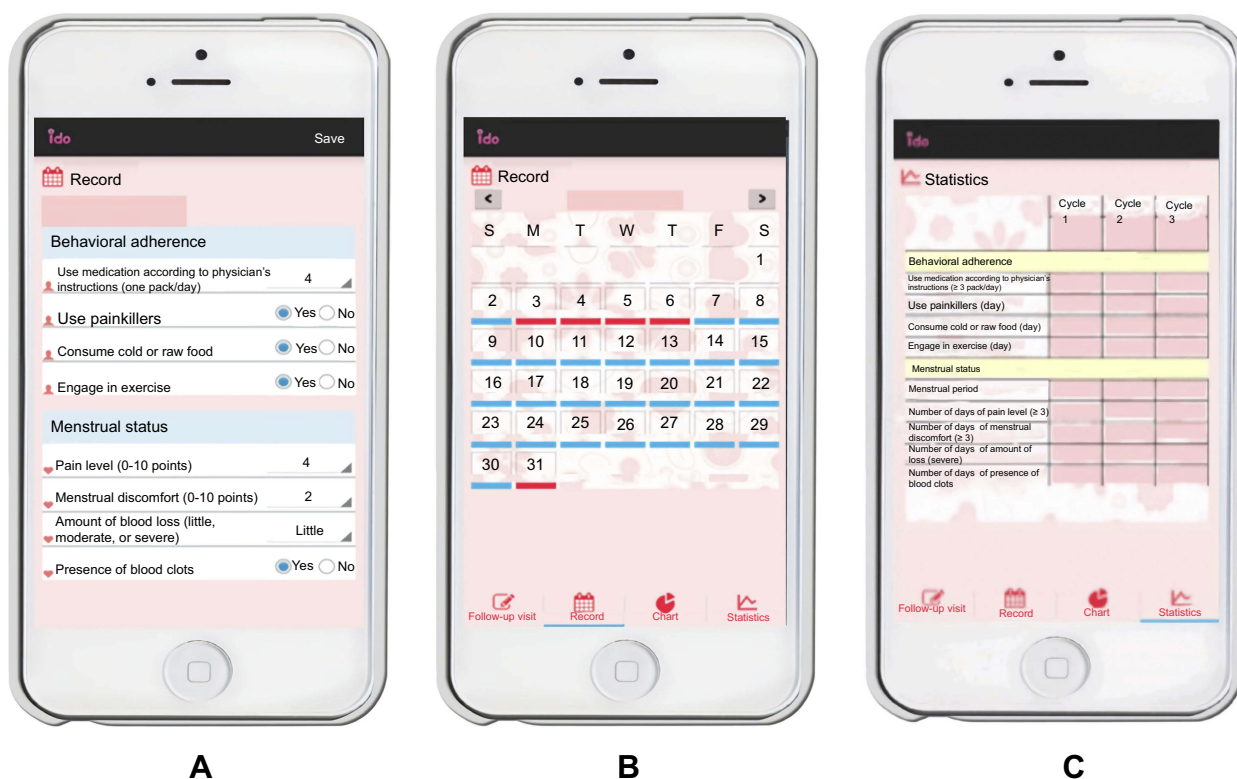 ido
Save
Record
Behavioral adherence
Use medication according to physician's
instructions (one pack/day)
4
Use painkillers
Yes
No
Consume cold or raw food
Yes
No
Engage in exercise
Yes
No
Menstrual status
Pain level (0-10 points)
4
Menstrual discomfort (0-10 points)
2
Amount of blood loss (little,
moderate, or severe)
Little
Presence of blood clots
Yes
No
A
ido
Record
<
>
S M T W T F S
1
2 3 4 5 6 7 8
9 10 11 12 13 14 15
16 17 18 19 20 21 22
23 24 25 26 27 28 29
30 31
Follow-up visit
Record
Chart
Statistics
B
ido
Statistics
Cycle
1
Cycle
2
Cycle
3
Behavioral adherence
Use medication according to physician's
instructions (≥ 3 pack/day)
Use painkillers (day)
Consume cold or raw food (day)
Engage in exercise (day)
Menstrual status
Menstrual period
Number of days of pain level (≥ 3)
Number of days of menstrual
discomfort (≥ 3)
Number of days of amount of
loss (severe)
Number of days of presence of
blood clots
Follow-up visit
Record
Chart
Statistics
C